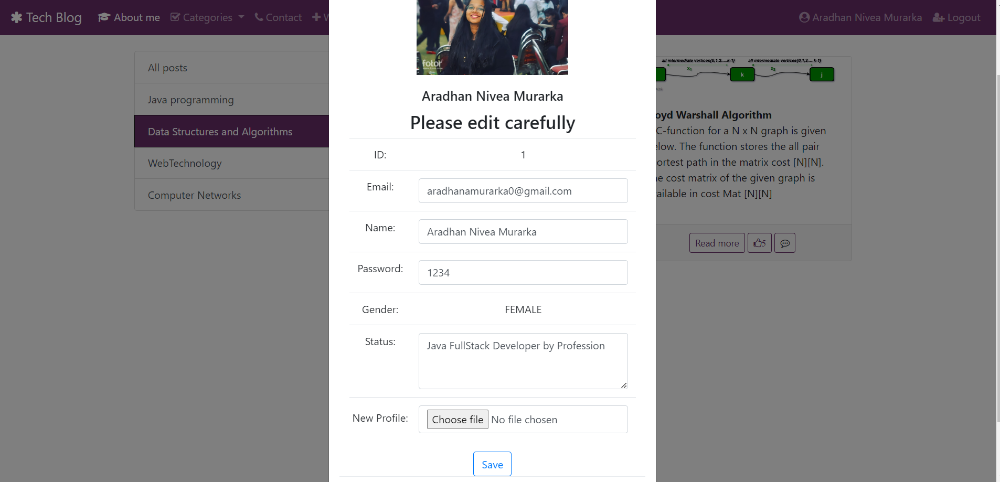 Tech Blog About me Categories Contact Aradhan Nivea Murarka Logout
fotor
All posts
Java programming
Data Structures and Algorithms
WebTechnology
Computer Networks
Aradhan Nivea Murarka
Please edit carefully
ID: 1
Email: aradhanamurarka0@gmail.com
Name: Aradhan Nivea Murarka
Password: 1234
Gender: FEMALE
Status: Java FullStack Developer by Profession
New Profile: Choose file No file chosen
Save
all intermediate vertices{0,1,2.....k-1} all intermediate vertices{0,1,2.....k-1}
x1 x2
k j
oyd Warshall Algorithm
C-function for a N x N graph is given
low. The function stores the all pair
ortest path in the matrix cost [N][N].
e cost matrix of the given graph is
ailable in cost Mat [N][N]
Read more 5